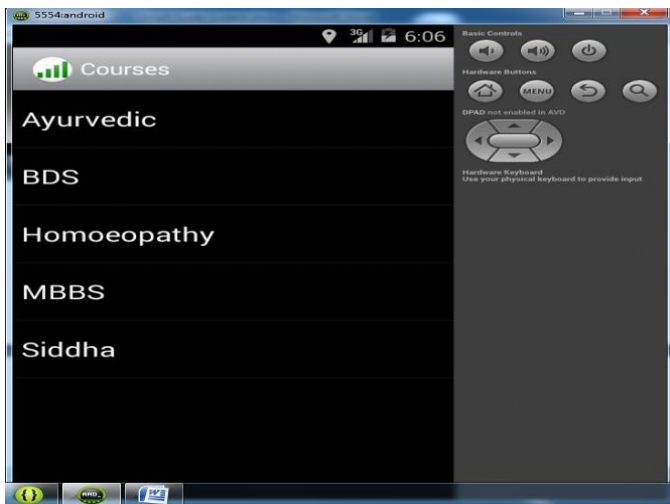 5554:android
3G 6:06
Courses
Ayurvedic
BDS
Homoeopathy
MBBS
Siddha
Basic Controls
Hardware Buttons
MENU
DPAD not enabled in AVD
Hardware Keyboard
Use your physical keyboard to provide input